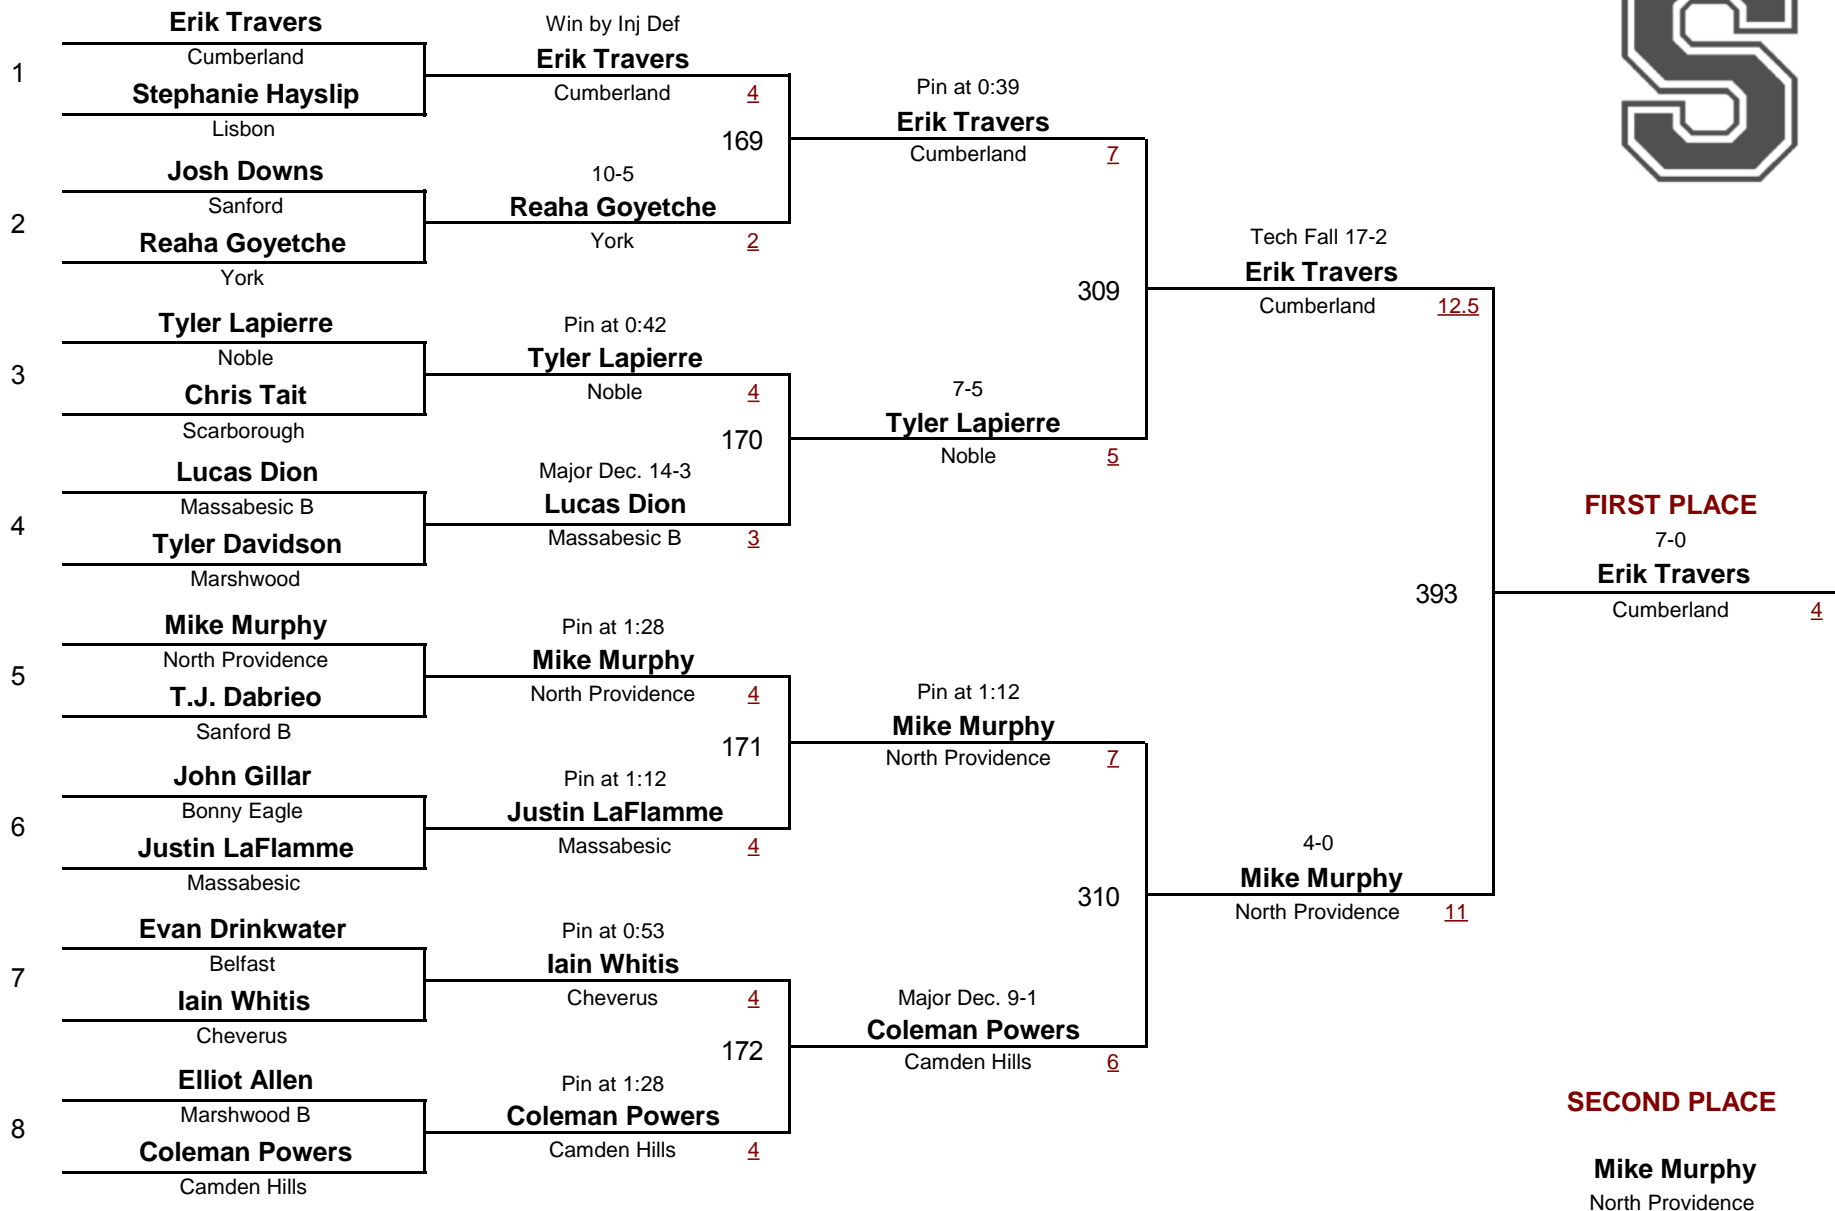 Erik Travers
Cumberland
1
Stephanie Hayslip
Lisbon
Josh Downs
Sanford
2
Reaha Goyetche
York
Tyler Lapierre
Noble
3
Chris Tait
Scarborough
Lucas Dion
Massabesic B
4
Tyler Davidson
Marshwood
Mike Murphy
North Providence
5
T.J. Dabrieo
Sanford B
John Gillar
Bonny Eagle
6
Justin LaFlamme
Massabesic
Evan Drinkwater
Belfast
7
Iain Whitis
Cheverus
Elliot Allen
Marshwood B
8
Coleman Powers
Camden Hills
Win by Inj Def
Erik Travers
Cumberland 4
169
10-5
Reaha Goyetche
York 2
Pin at 0:42
Tyler Lapierre
Noble 4
170
Major Dec. 14-3
Lucas Dion
Massabesic B 3
Pin at 1:28
Mike Murphy
North Providence 4
171
Pin at 1:12
Justin LaFlamme
Massabesic 4
Pin at 0:53
Iain Whitis
Cheverus 4
172
Pin at 1:28
Coleman Powers
Camden Hills 4
Pin at 0:39
Erik Travers
Cumberland 7
309
7-5
Tyler Lapierre
Noble 5
Pin at 1:12
Mike Murphy
North Providence 7
310
Major Dec. 9-1
Coleman Powers
Camden Hills 6
Tech Fall 17-2
Erik Travers
Cumberland 12.5
393
4-0
Mike Murphy
North Providence 11
S
FIRST PLACE
7-0
Erik Travers
Cumberland 4
SECOND PLACE
Mike Murphy
North Providence